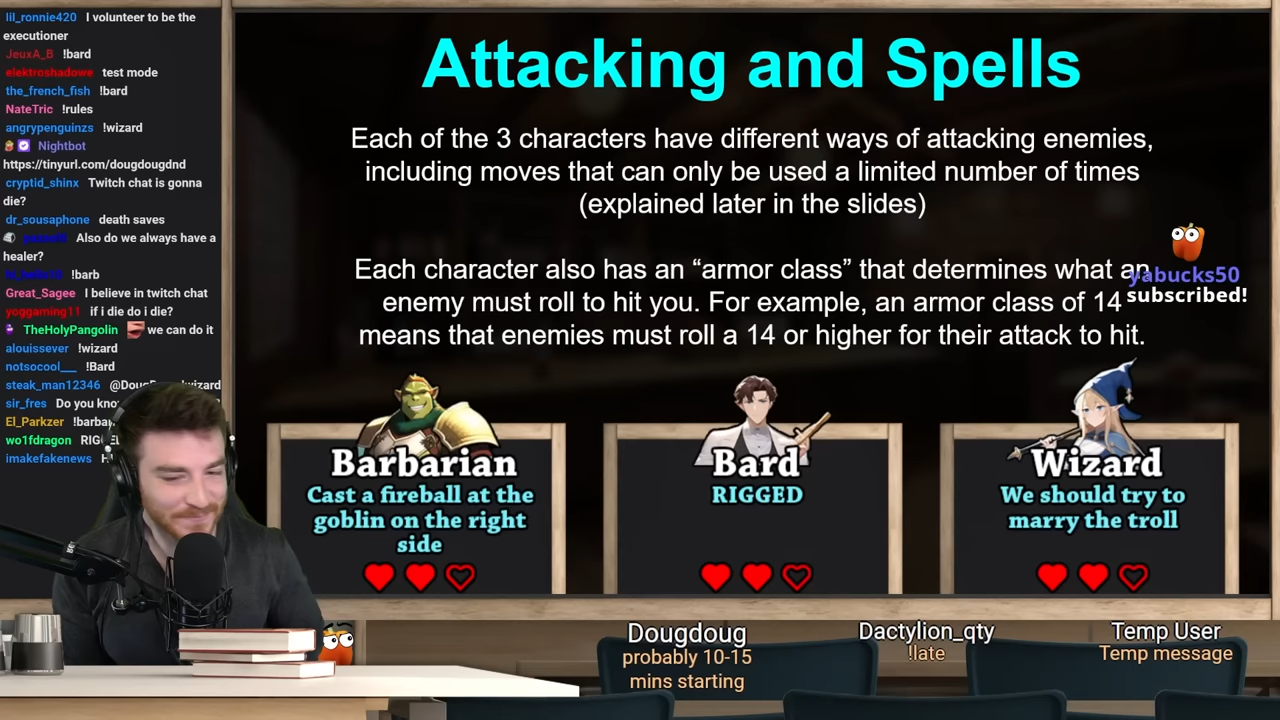 lil_ronnie420 I volunteer to be the
executioner
JeuxA_B !bard
elektroshadowe test mode
the_french_fish !bard
NateTric !rules
angrypenguinzs !wizard
Nightbot
https://tinyurl.com/dougdougdnd
cryptid_shinx Twitch chat is gonna
die?
dr_sousaphone death saves
Also do we always have a
healer?
!barb
Great_Sagee I believe in twitch chat
yoggaming11 if i die do i die?
TheHolyPangolin we can do it
alouissever !wizard
notsocool___ !Bard
steak_man12346
sir_fres Do you
El_Parkzer
wo1fdragon
imakefakenews
Attacking and Spells
Each of the 3 characters have different ways of attacking enemies,
including moves that can only be used a limited number of times
(explained later in the slides)
Each character also has an “armor class” that determines what an
enemy must roll to hit you. For example, an armor class of 14
means that enemies must roll a 14 or higher for their attack to hit.
yabucks50
subscribed!
Barbarian
Cast a fireball at the
goblin on the right
side
Bard
RIGGED
Wizard
We should try to
marry the troll
Dougdoug
probably 10-15
mins starting
Dactylion_qty
!late
Temp User
Temp message